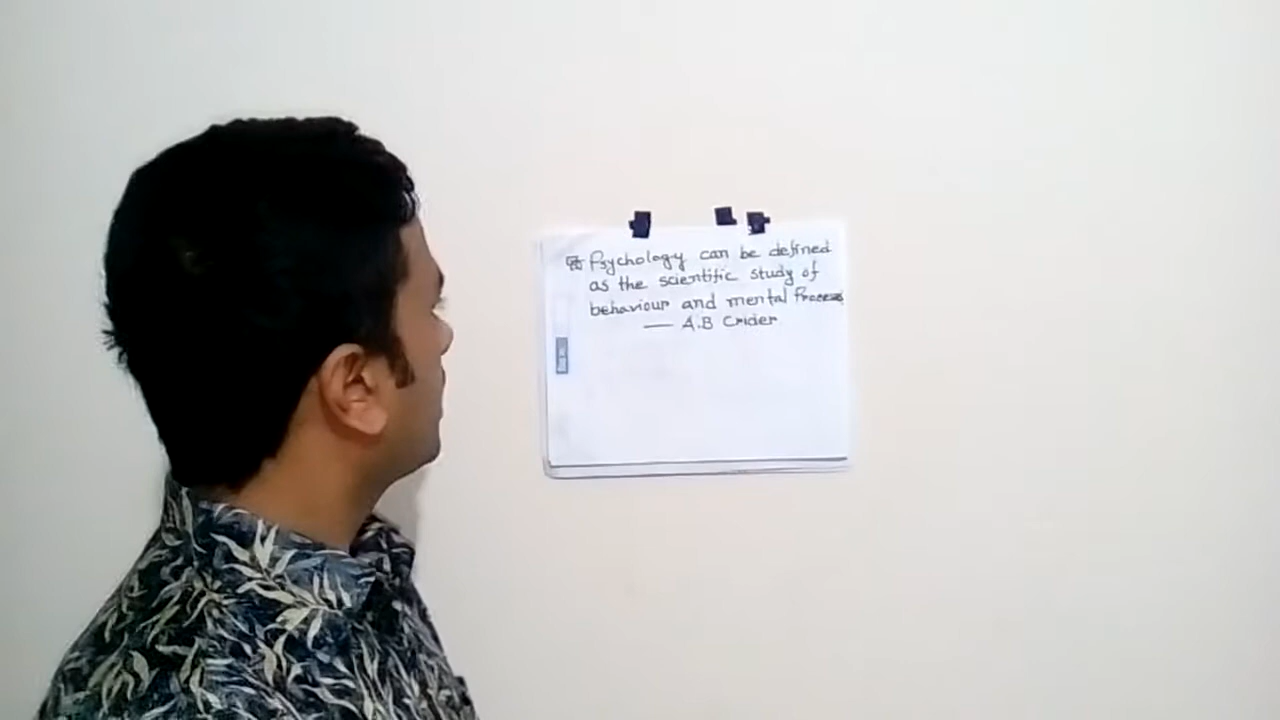 Psychology can be defined
as the scientific study of
behaviour and mental Process
— A.B Crider